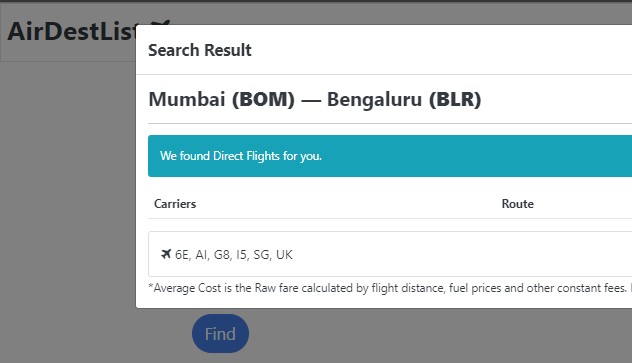 AirDestList
Search Result
Mumbai (BOM) — Bengaluru (BLR)
We found Direct Flights for you.
Carriers Route
6E, AI, G8, I5, SG, UK
*Average Cost is the Raw fare calculated by flight distance, fuel prices and other constant fees.
Find